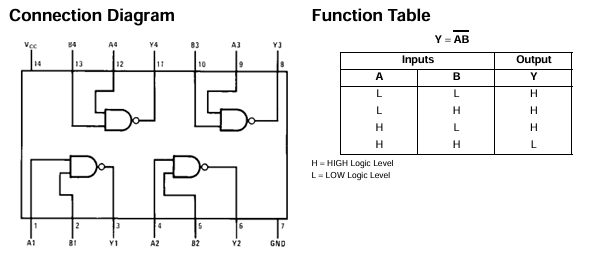 Connection Diagram
VCC B4 A4 Y4 B3 A3 Y3
14 13 12 11 10 9 8
1 2 3 4 5 6 7
A1 B1 Y1 A2 B2 Y2 GND
Function Table
Y = A̅B̅
Inputs Output
A B Y
L L H
L H H
H L H
H H L
H = HIGH Logic Level
L = LOW Logic Level